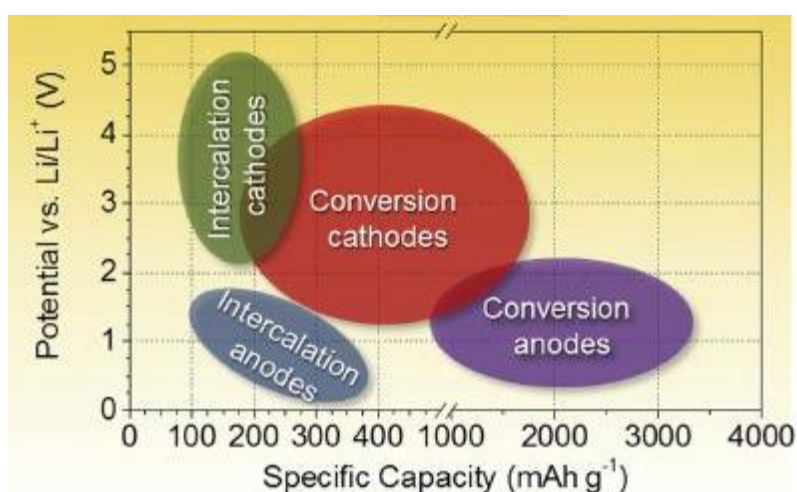 Potential vs. Li/Li⁺ (V)
5
4
3
2
1
0
Intercalation
cathodes
Conversion
cathodes
Intercalation
anodes
Conversion
anodes
0 100 200 300 400 1000 2000 3000 4000
Specific Capacity (mAh g⁻¹)